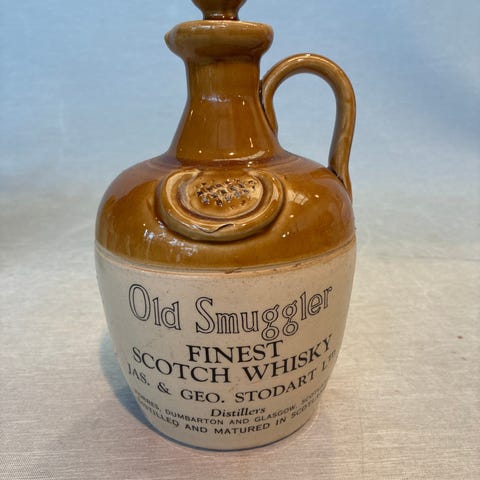 Old Smuggler
FINEST
SCOTCH WHISKY
JAS. & GEO. STODART LTD
Distillers
DUMBARTON AND GLASGOW,
DISTILLED AND MATURED IN